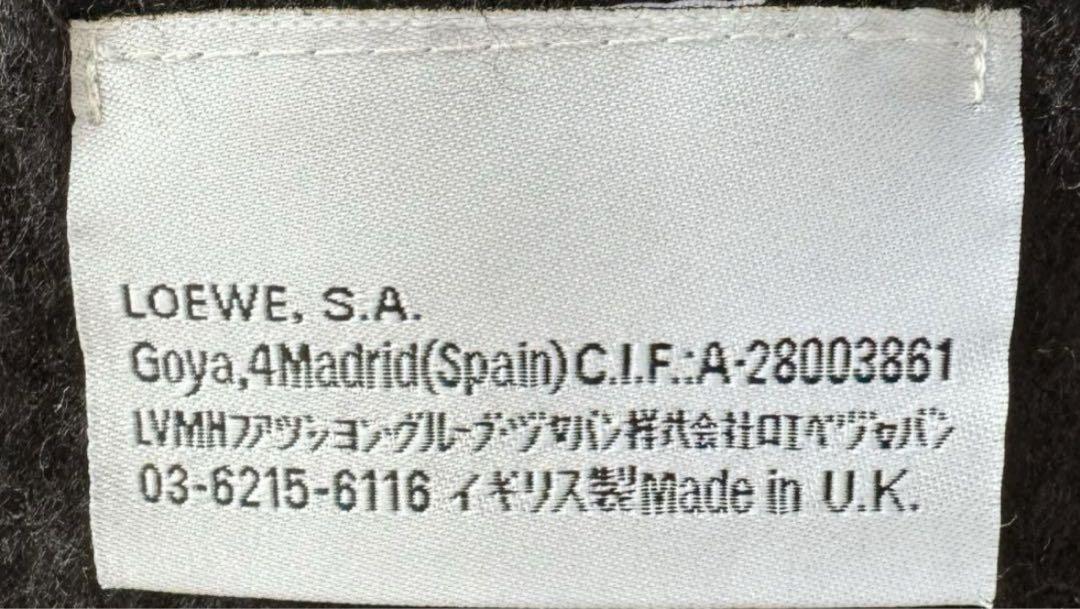 LOEWE, S.A.
Goya,4Madrid(Spain)C.I.F.:A-28003861
LVMHファッション・グループ・ジャパン株式会社ロエベジャパン
03-6215-6116 イギリス製Made in U.K.